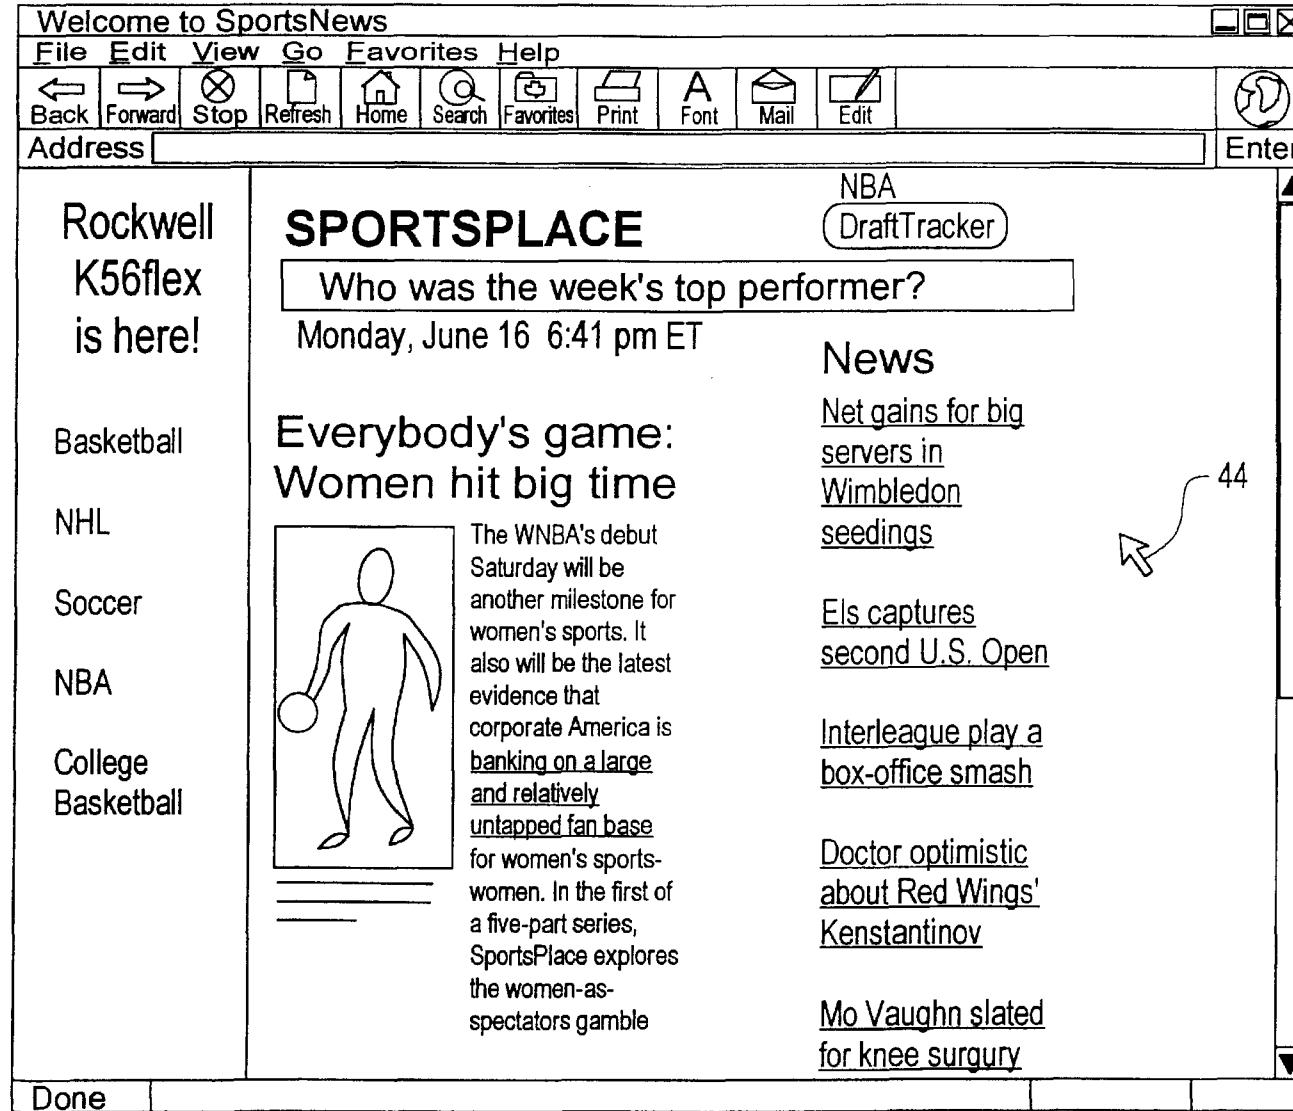 Welcome to SportsNews
File Edit View Go Favorites Help
Back Forward Stop Refresh Home Search Favorites Print Font Mail Edit
Address
Enter
Rockwell
K56flex
is here!
Basketball
NHL
Soccer
NBA
College
Basketball
SPORTSPLACE
NBA
DraftTracker
Who was the week's top performer?
Monday, June 16 6:41 pm ET
Everybody's game:
Women hit big time
The WNBA's debut
Saturday will be
another milestone for
women's sports. It
also will be the latest
evidence that
corporate America is
banking on a large
and relatively
untapped fan base
for women's sports-
women. In the first of
a five-part series,
SportsPlace explores
the women-as-
spectators gamble
News
Net gains for big
servers in
Wimbledon
seedings
Els captures
second U.S. Open
Interleague play a
box-office smash
Doctor optimistic
about Red Wings'
Kenstantinov
Mo Vaughn slated
for knee surgury
44
Done